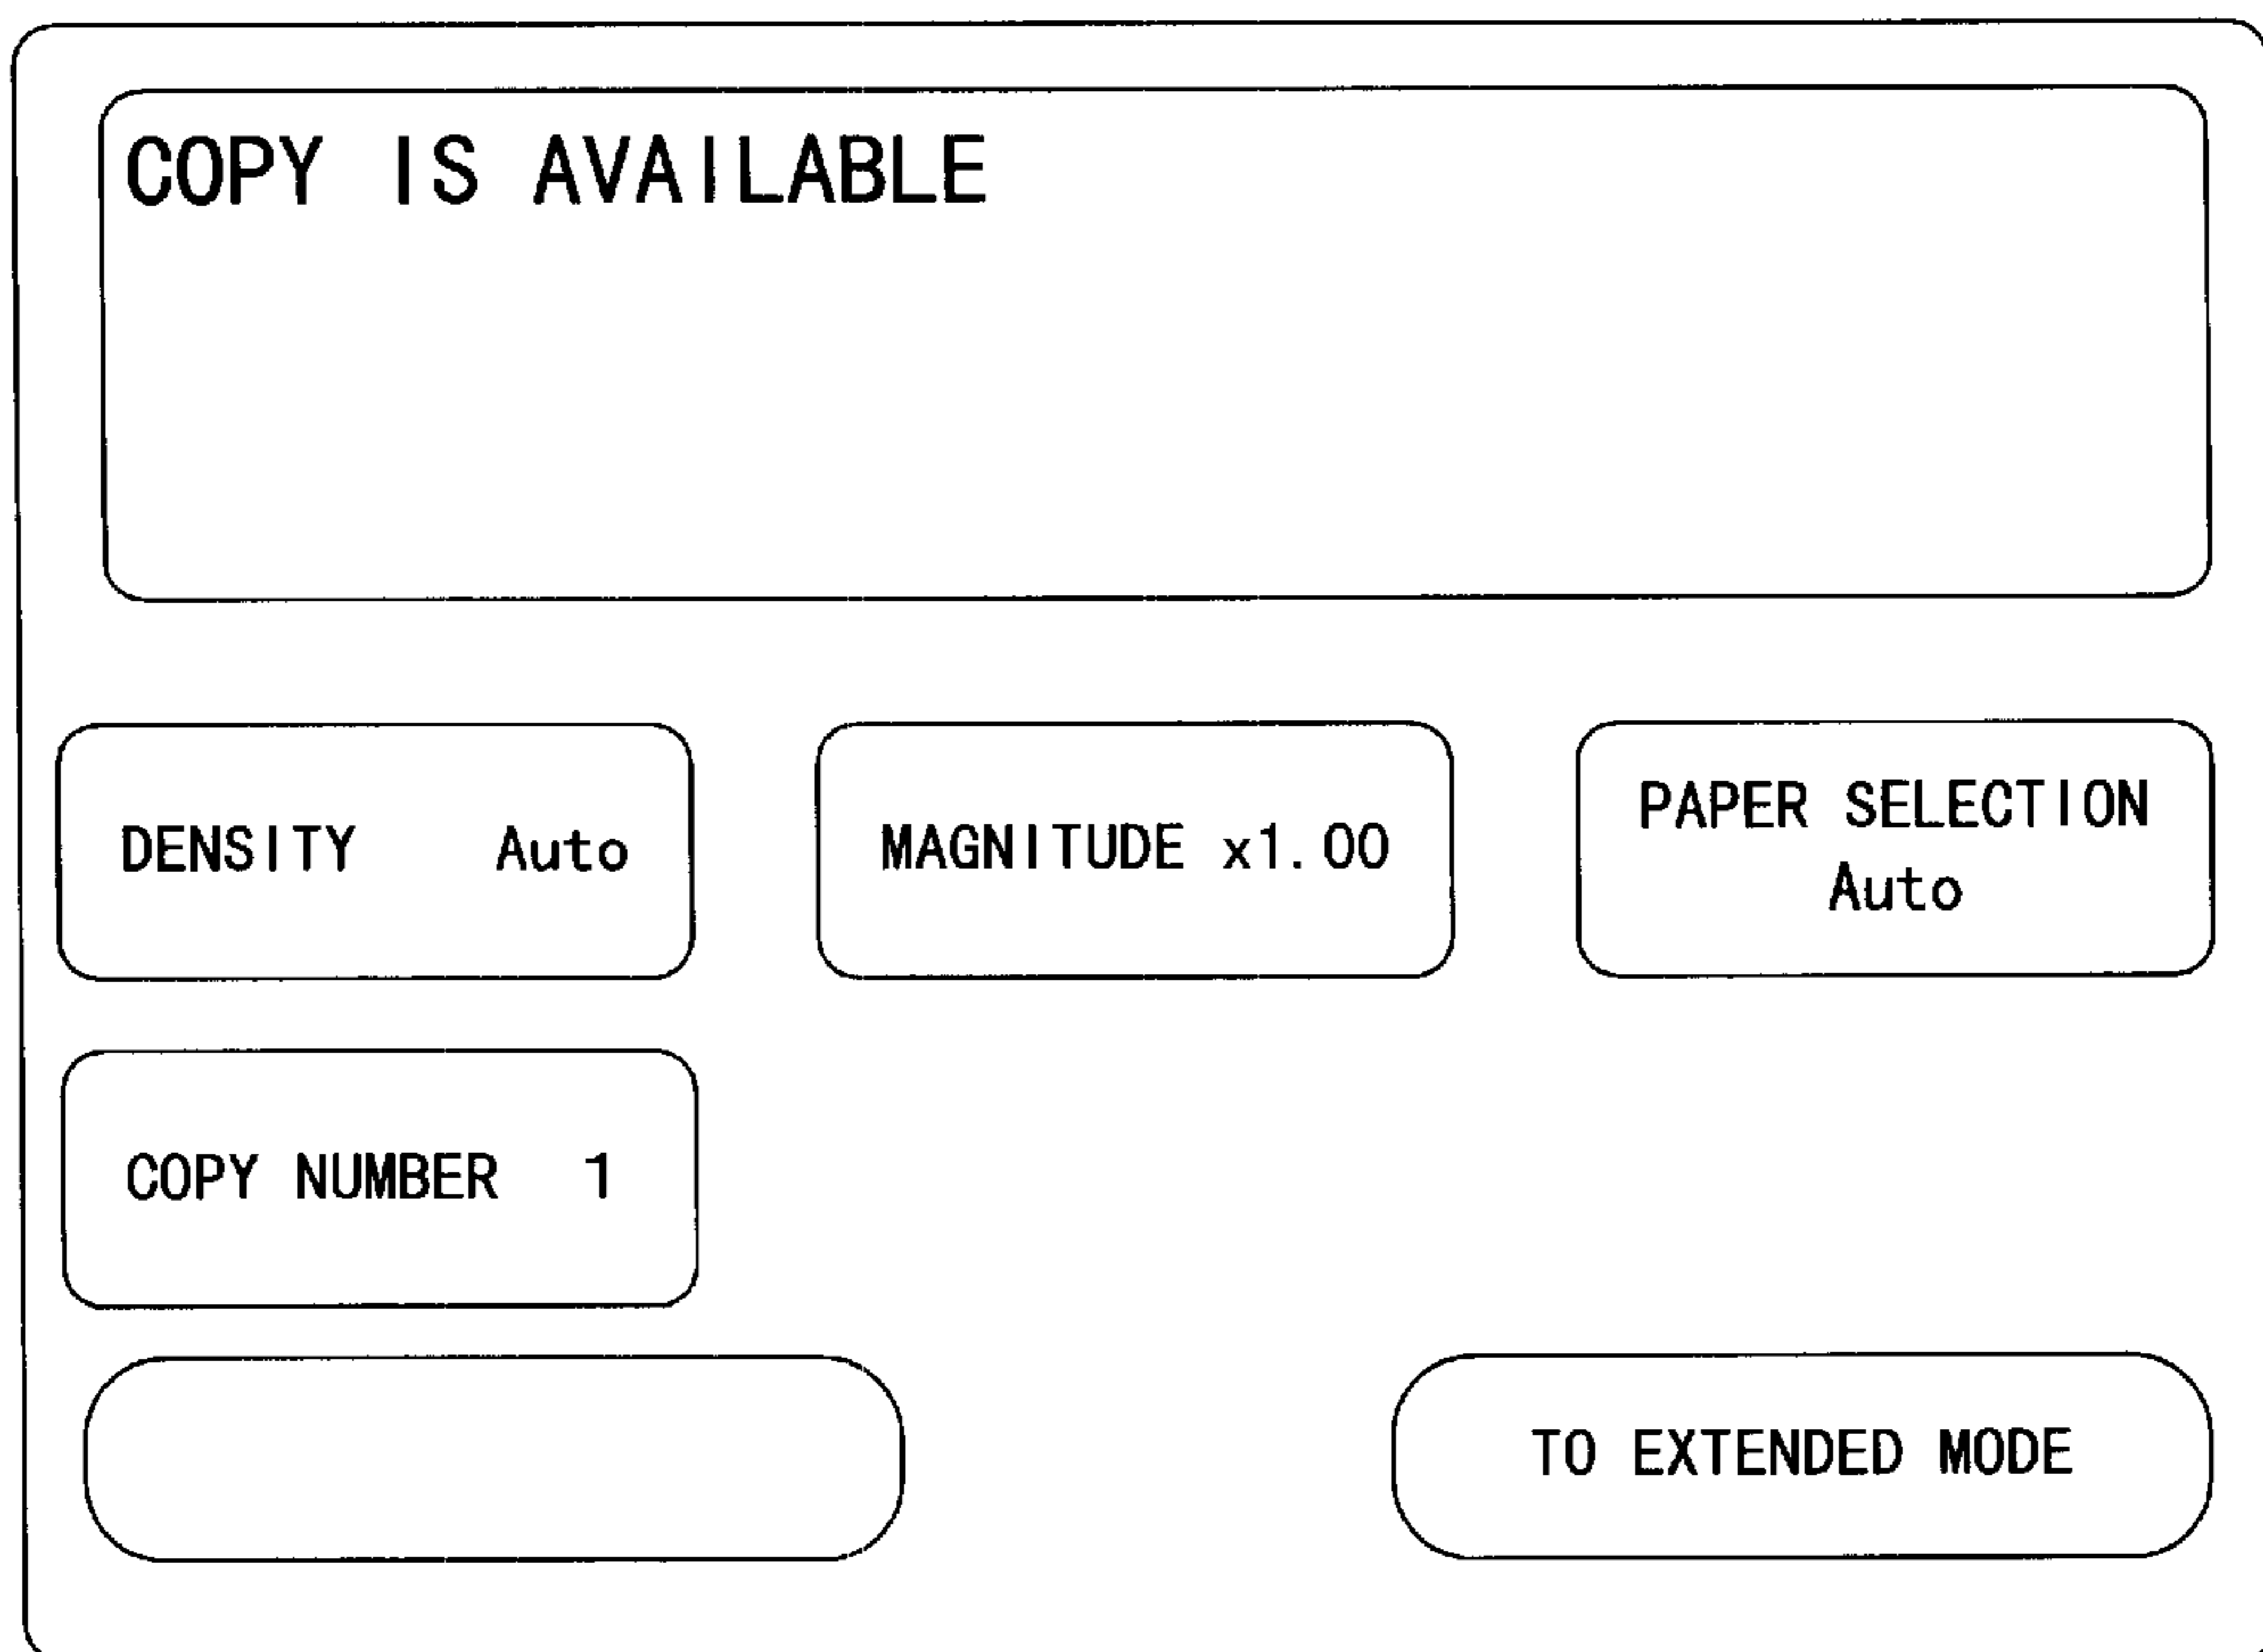 COPY IS AVAILABLE
DENSITY Auto
MAGNITUDE x1.00
PAPER SELECTION
Auto
COPY NUMBER 1
TO EXTENDED MODE